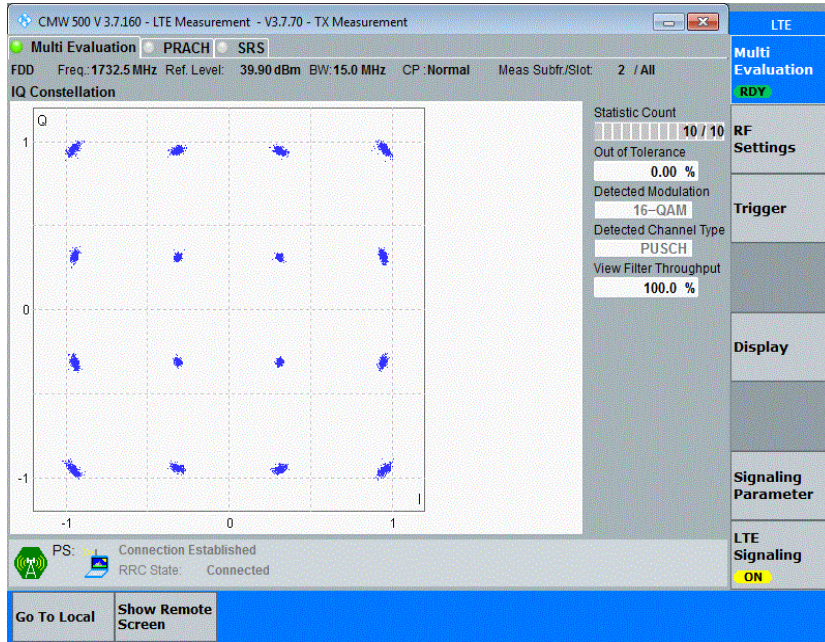 CMW 500 V 3.7.160 - LTE Measurement - V3.7.70 - TX Measurement
LTE
Multi Evaluation PRACH SRS
Multi
Evaluation
RDY
FDD Freq.:1732.5 MHz Ref. Level: 39.90 dBm BW:15.0 MHz CP :Normal Meas Subfr./Slot: 2 / All
IQ Constellation
Q
1
0
-1
I
-1 0 1
Statistic Count
10 / 10
Out of Tolerance
0.00 %
Detected Modulation
16-QAM
Detected Channel Type
PUSCH
View Filter Throughput
100.0 %
RF
Settings
Trigger
Display
Signaling
Parameter
LTE
Signaling
ON
PS: Connection Established
RRC State: Connected
Go To Local
Show Remote
Screen